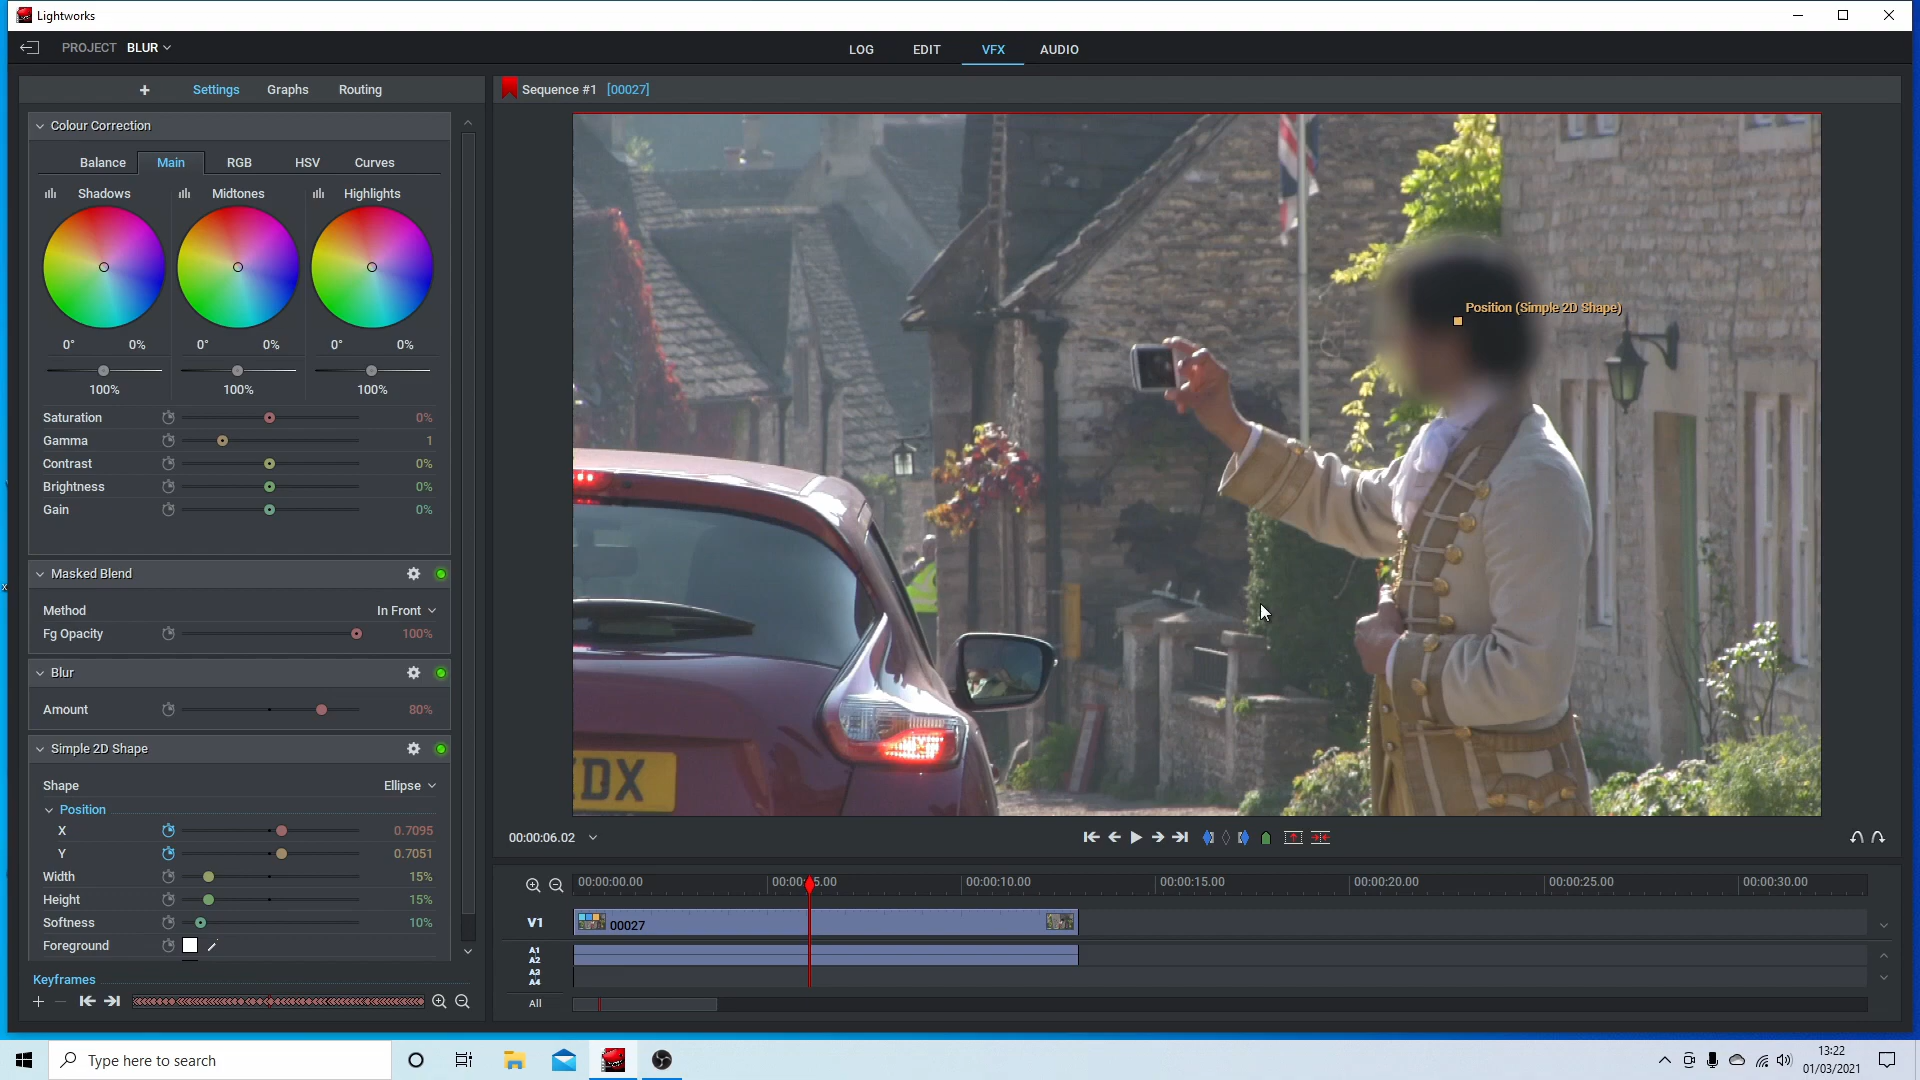 Lightworks
PROJECT BLUR
LOG EDIT VFX AUDIO
+ Settings Graphs Routing
Sequence #1 [00027]
Colour Correction
Balance Main RGB HSV Curves
Shadows Midtones Highlights
0° 0% 0° 0% 0° 0%
100% 100% 100%
Saturation 0%
Gamma 1
Contrast 0%
Brightness 0%
Gain 0%
Masked Blend
Method In Front
Fg Opacity 100%
Blur
Amount 80%
Simple 2D Shape
Shape Ellipse
Position
X 0.7095
Y 0.7051
Width 15%
Height 15%
Softness 10%
Foreground
Keyframes
Position (Simple 2D Shape)
DX
00:00:06.02
00:00:00.00 00:00:05.00 00:00:10.00 00:00:15.00 00:00:20.00 00:00:25.00 00:00:30.00
V1 00027
A1
A2
A3
A4
All
Type here to search
13:22
01/03/2021